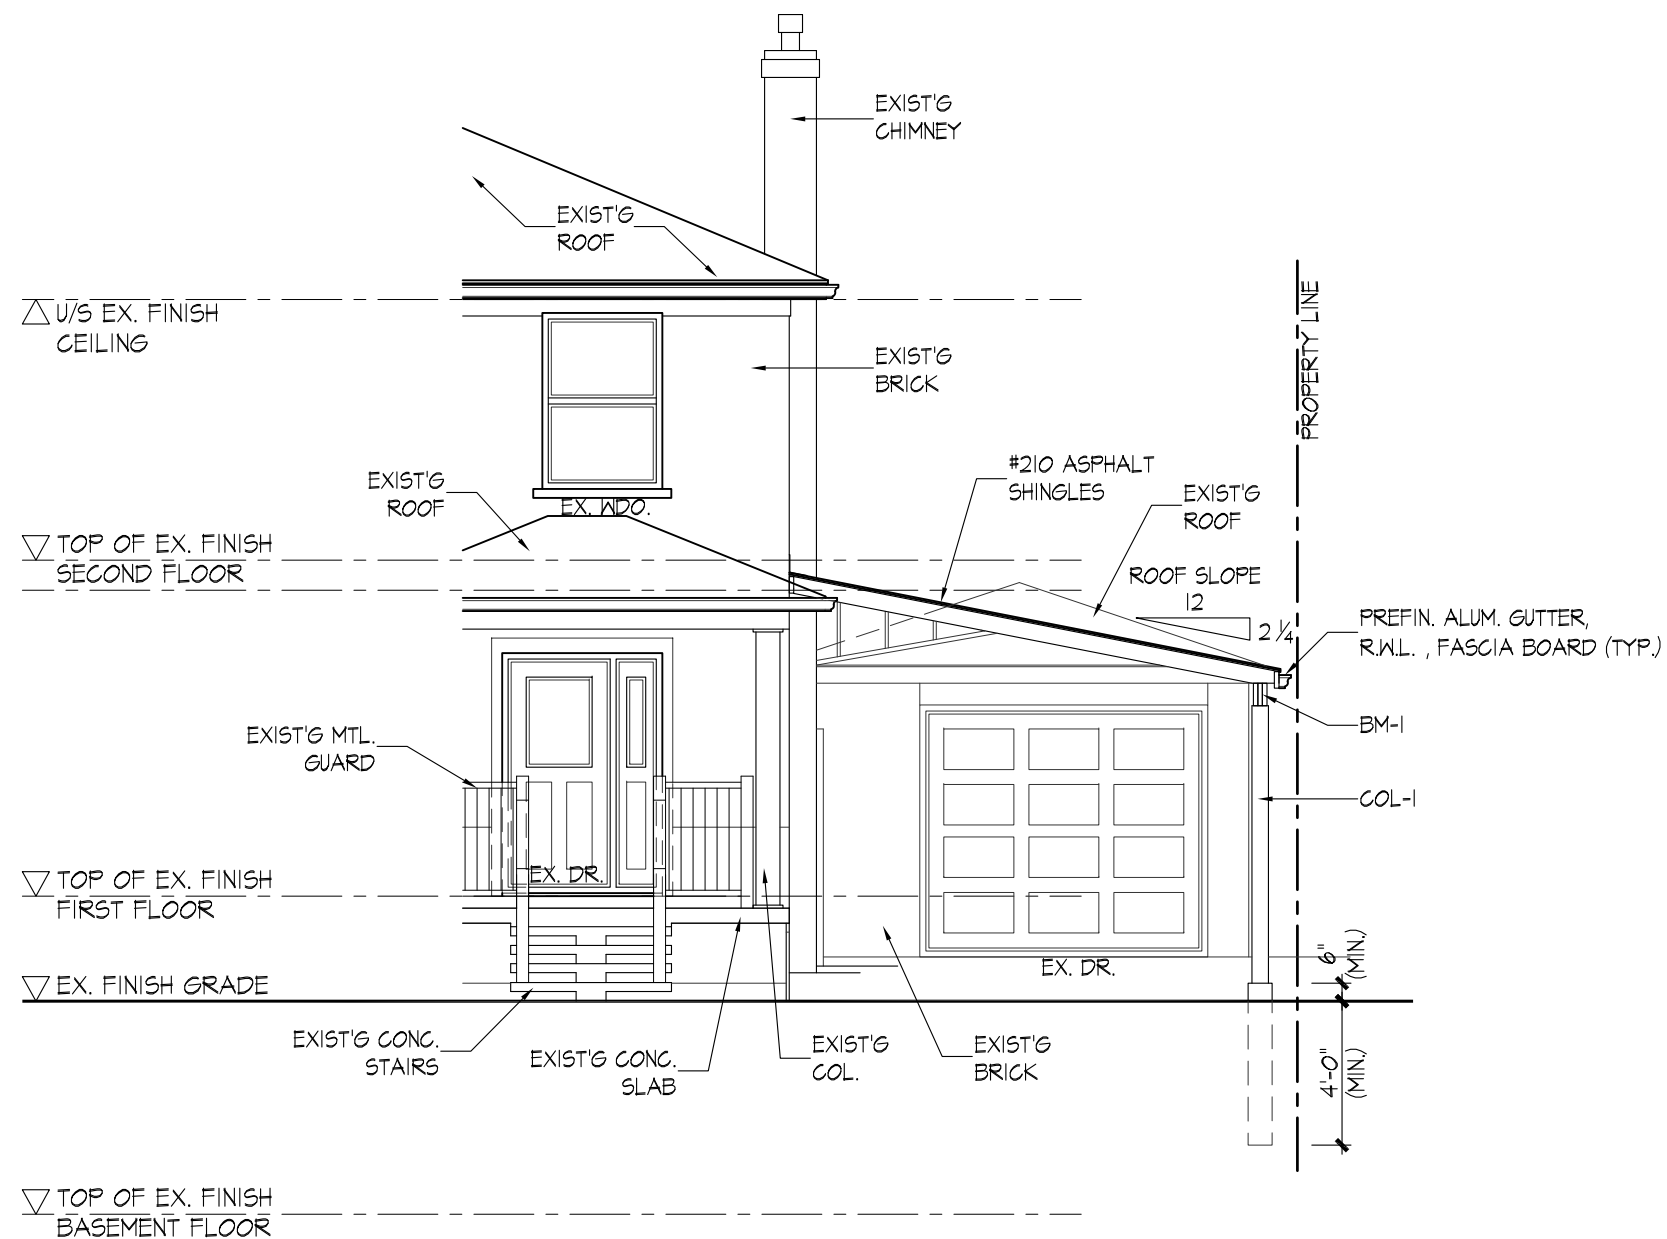 EXIST'G
CHIMNEY
EXIST'G
ROOF
U/S EX. FINISH
CEILING
PROPERTY LINE
EXIST'G
BRICK
#210 ASPHALT
SHINGLES
EXIST'G
ROOF
EXIST'G
ROOF
EX. WDO.
TOP OF EX. FINISH
SECOND FLOOR
ROOF SLOPE
12
2 1/4
PREFIN. ALUM. GUTTER,
R.W.L. , FASCIA BOARD (TYP.)
EXIST'G MTL.
GUARD
BM-1
COL-1
EX. DR.
TOP OF EX. FINISH
FIRST FLOOR
EX. DR.
6"
(MIN.)
EX. FINISH GRADE
EXIST'G CONC.
STAIRS
EXIST'G CONC.
SLAB
EXIST'G
COL.
EXIST'G
BRICK
4'-0"
(MIN.)
TOP OF EX. FINISH
BASEMENT FLOOR